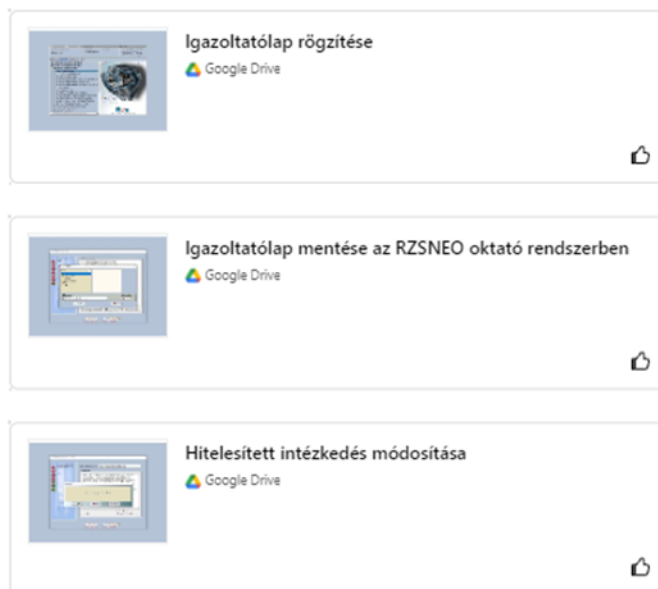 Igazoltatólap rögzítése
Google Drive
Igazoltatólap mentése az RZSNEO oktató rendszerben
Google Drive
Hitelesített intézkedés módosítása
Google Drive